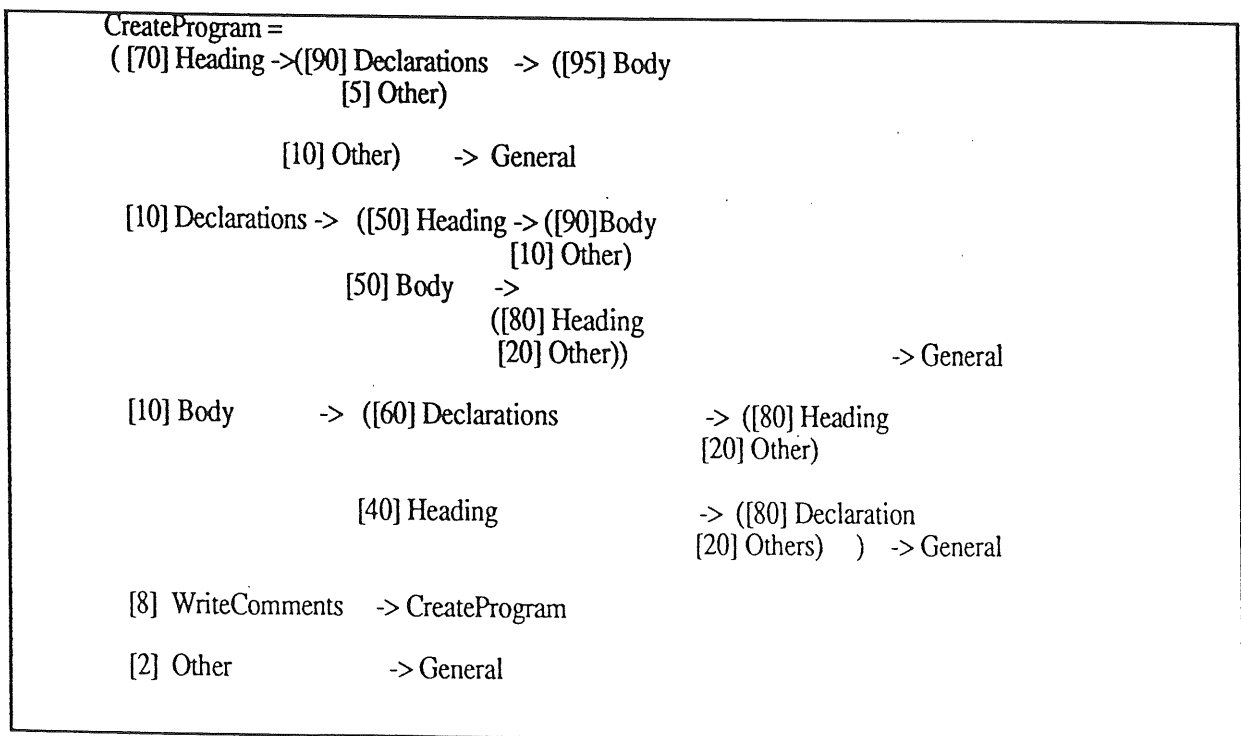 CreateProgram =
( [70] Heading ->([90] Declarations -> ([95] Body
[5] Other)
[10] Other) -> General
[10] Declarations -> ([50] Heading -> ([90]Body
[10] Other)
[50] Body ->
([80] Heading
[20] Other)) -> General
[10] Body -> ([60] Declarations -> ([80] Heading
[20] Other)
[40] Heading -> ([80] Declaration
[20] Others) ) -> General
[8] WriteComments -> CreateProgram
[2] Other -> General